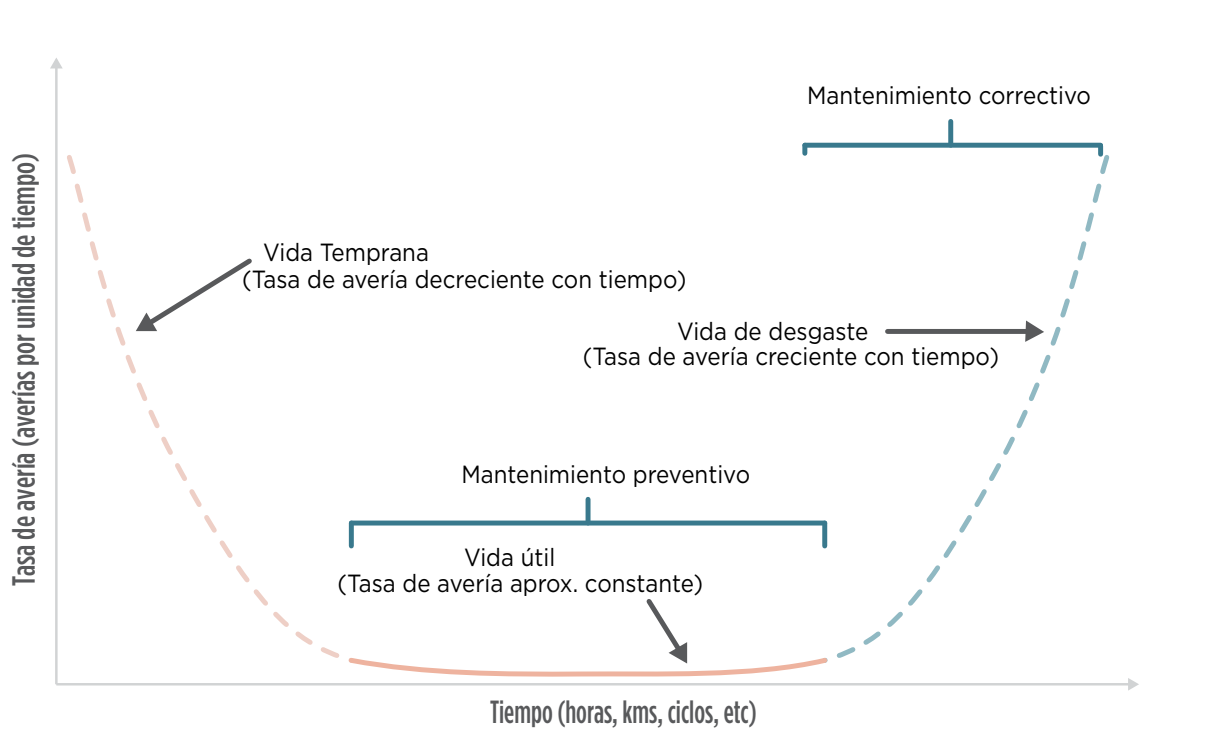 Mantenimiento correctivo
Tasa de avería (averías por unidad de tiempo)
Vida Temprana
(Tasa de avería decreciente con tiempo)
Vida de desgaste
(Tasa de avería creciente con tiempo)
Mantenimiento preventivo
Vida útil
(Tasa de avería aprox. constante)
Tiempo (horas, kms, ciclos, etc)